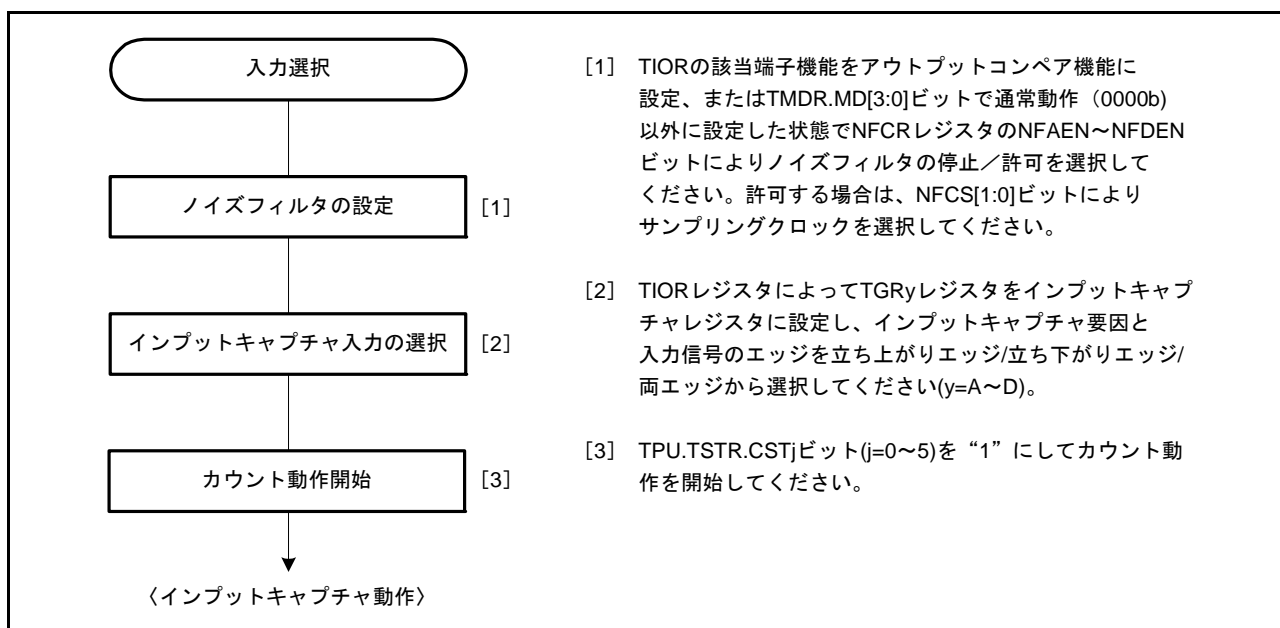 入力選択
ノイズフィルタの設定
[1]
インプットキャプチャ入力の選択
[2]
カウント動作開始
[3]
〈インプットキャプチャ動作〉
[1] TIORの該当端子機能をアウトプットコンペア機能に
設定、またはTMDR.MD[3:0]ビットで通常動作（0000b)
以外に設定した状態でNFCRレジスタのNFAEN～NFDEN
ビットによりノイズフィルタの停止／許可を選択して
ください。許可する場合は、NFCS[1:0]ビットにより
サンプリングクロックを選択してください。
[2] TIORレジスタによってTGRyレジスタをインプットキャプ
チャレジスタに設定し、インプットキャプチャ要因と
入力信号のエッジを立ち上がりエッジ/立ち下がりエッジ/
両エッジから選択してください(y=A～D)。
[3] TPU.TSTR.CSTjビット(j=0～5)を“1”にしてカウント動
作を開始してください。